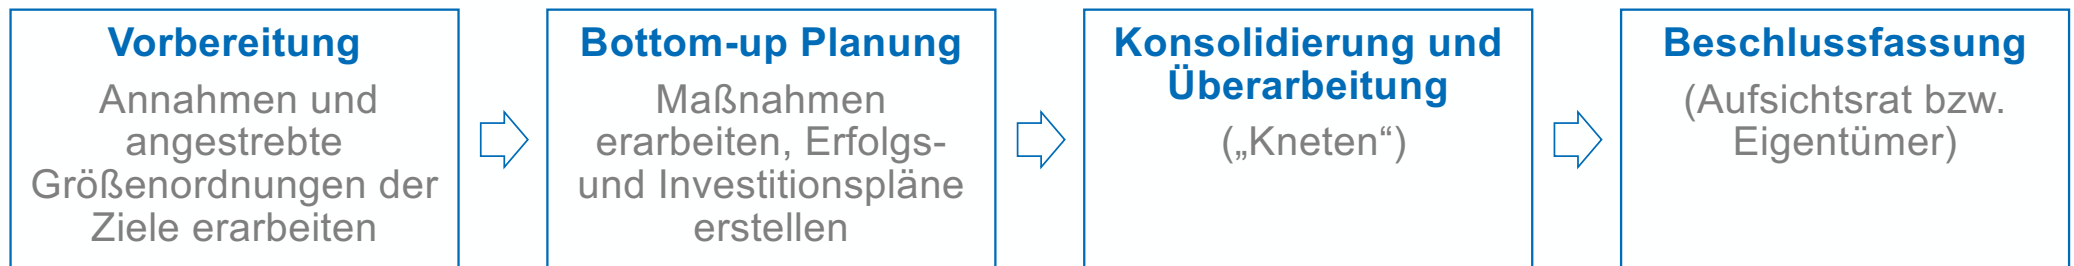 Vorbereitung
Annahmen und
angestrebte
Größenordnungen der
Ziele erarbeiten
Bottom-up Planung
Maßnahmen
erarbeiten, Erfolgs-
und Investitionspläne
erstellen
Konsolidierung und
Überarbeitung
(„Kneten“)
Beschlussfassung
(Aufsichtsrat bzw.
Eigentümer)